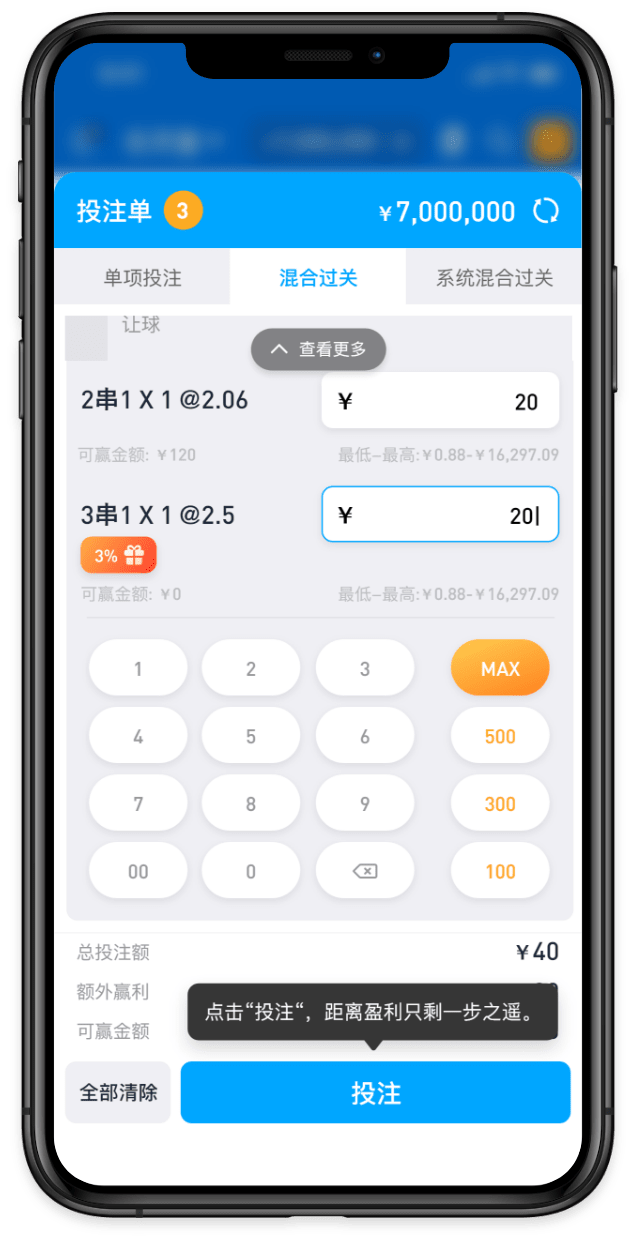 投注单 3 ￥7,000,000
单项投注 混合过关 系统混合过关
让球
查看更多
2串1 X 1 @2.06 ￥ 20
可赢金额: ￥120 最低–最高:￥0.88-￥16,297.09
3串1 X 1 @2.5 ￥ 20
3%
可赢金额: ￥0 最低–最高:￥0.88-￥16,297.09
1 2 3 MAX
4 5 6 500
7 8 9 300
00 0 100
总投注额 ￥40
额外赢利
点击“投注“，距离盈利只剩一步之遥。
可赢金额
全部清除 投注